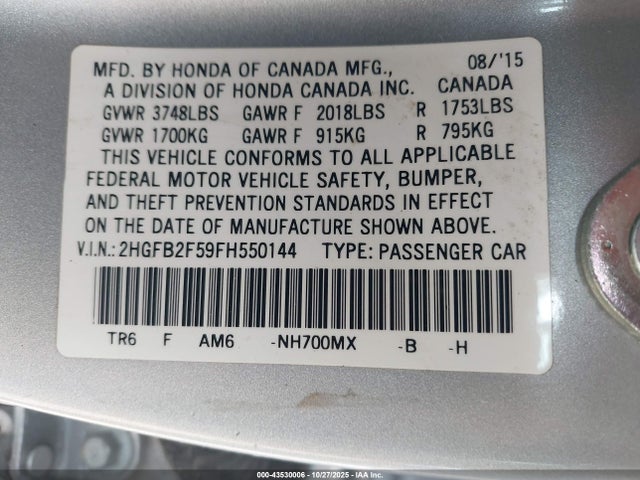 MFD. BY HONDA OF CANADA MFG., 08/'15
A DIVISION OF HONDA CANADA INC. CANADA
GVWR 3748LBS GAWR F 2018LBS R 1753LBS
GVWR 1700KG GAWR F 915KG R 795KG
THIS VEHICLE CONFORMS TO ALL APPLICABLE
FEDERAL MOTOR VEHICLE SAFETY, BUMPER,
AND THEFT PREVENTION STANDARDS IN EFFECT
ON THE DATE OF MANUFACTURE SHOWN ABOVE.
V.I.N.:2HGFB2F59FH550144 TYPE: PASSENGER CAR
TR6 F AM6 -NH700MX -B -H
000-43530006 | 10/27/2025 | IAA Inc.